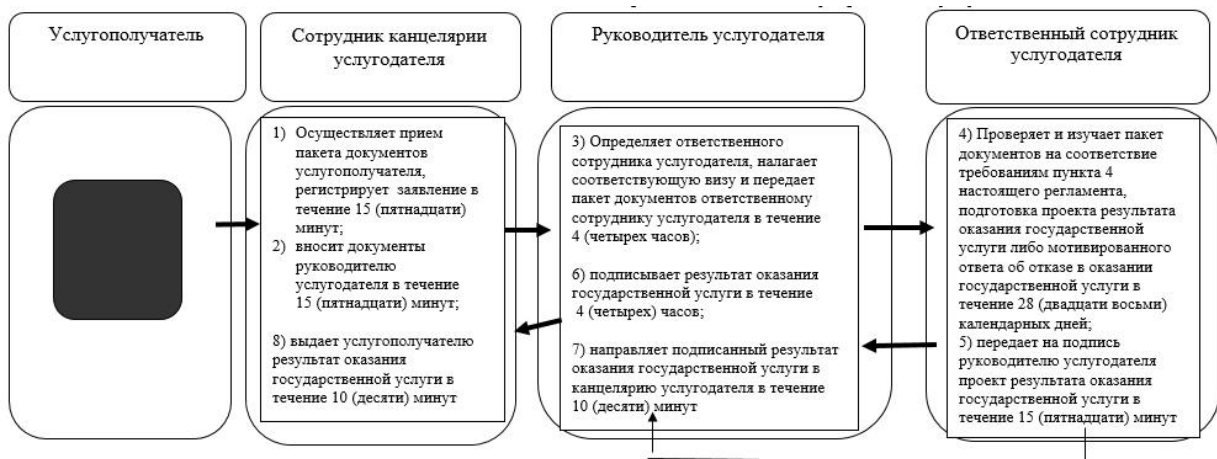 Услугополучатель
Сотрудник канцелярии
услугодателя
Руководитель услугодателя
Ответственный сотрудник
услугодателя
1) Осуществляет прием
пакета документов
услугополучателя,
регистрирует заявление в
течение 15 (пятнадцати)
минут;
2) вносит документы
руководителю
услугодателя в течение
15 (пятнадцати) минут;
8) выдает услугополучателю
результат оказания
государственной услуги в
течение 10 (десяти) минут
3) Определяет ответственного
сотрудника услугодателя, налагает
соответствующую визу и передает
пакет документов ответственному
сотруднику услугодателя в течение
4 (четырех часов);
6) подписывает результат оказания
государственной услуги в течение
4 (четырех) часов;
7) направляет подписанный результат
оказания государственной услуги в
канцелярию услугодателя в течение
10 (десяти) минут
4) Проверяет и изучает пакет
документов на соответствие
требованиям пункта 4
настоящего регламента,
подготовка проекта результата
оказания государственной
услуги либо мотивированного
ответа об отказе в оказании
государственной услуги в
течение 28 (двадцати восьми)
календарных дней;
5) передает на подпись
руководителю услугодателя
проект результата оказания
государственной услуги в
течение 15 (пятнадцати) минут